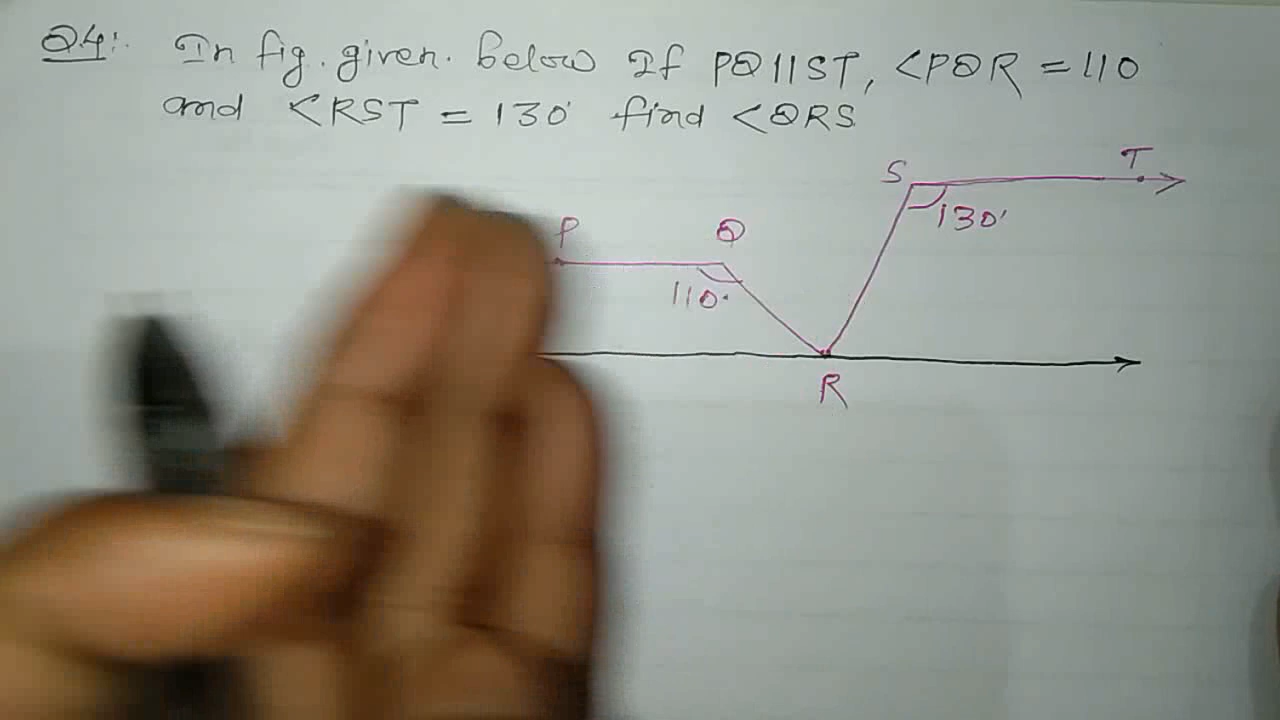 Q4:. In fig. given. below If PQ||ST, <PQR = 110
and <RST = 130° find <QRS
S T
130°
P Q
110°
R